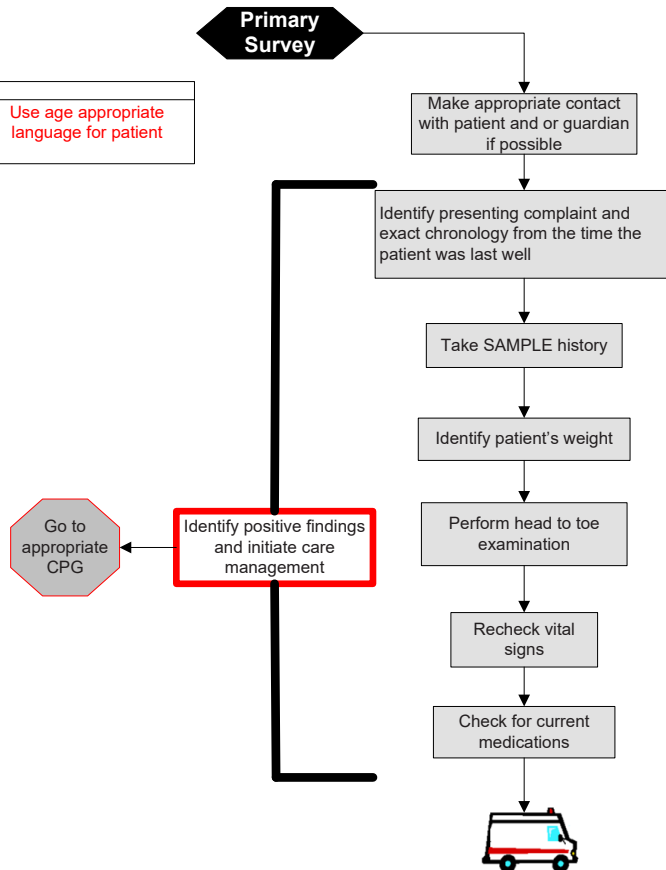 Primary
Survey
Use age appropriate
language for patient
Make appropriate contact
with patient and or guardian
if possible
Identify presenting complaint and
exact chronology from the time the
patient was last well
Take SAMPLE history
Identify patient's weight
Go to
appropriate
CPG
Identify positive findings
and initiate care
management
Perform head to toe
examination
Recheck vital
signs
Check for current
medications